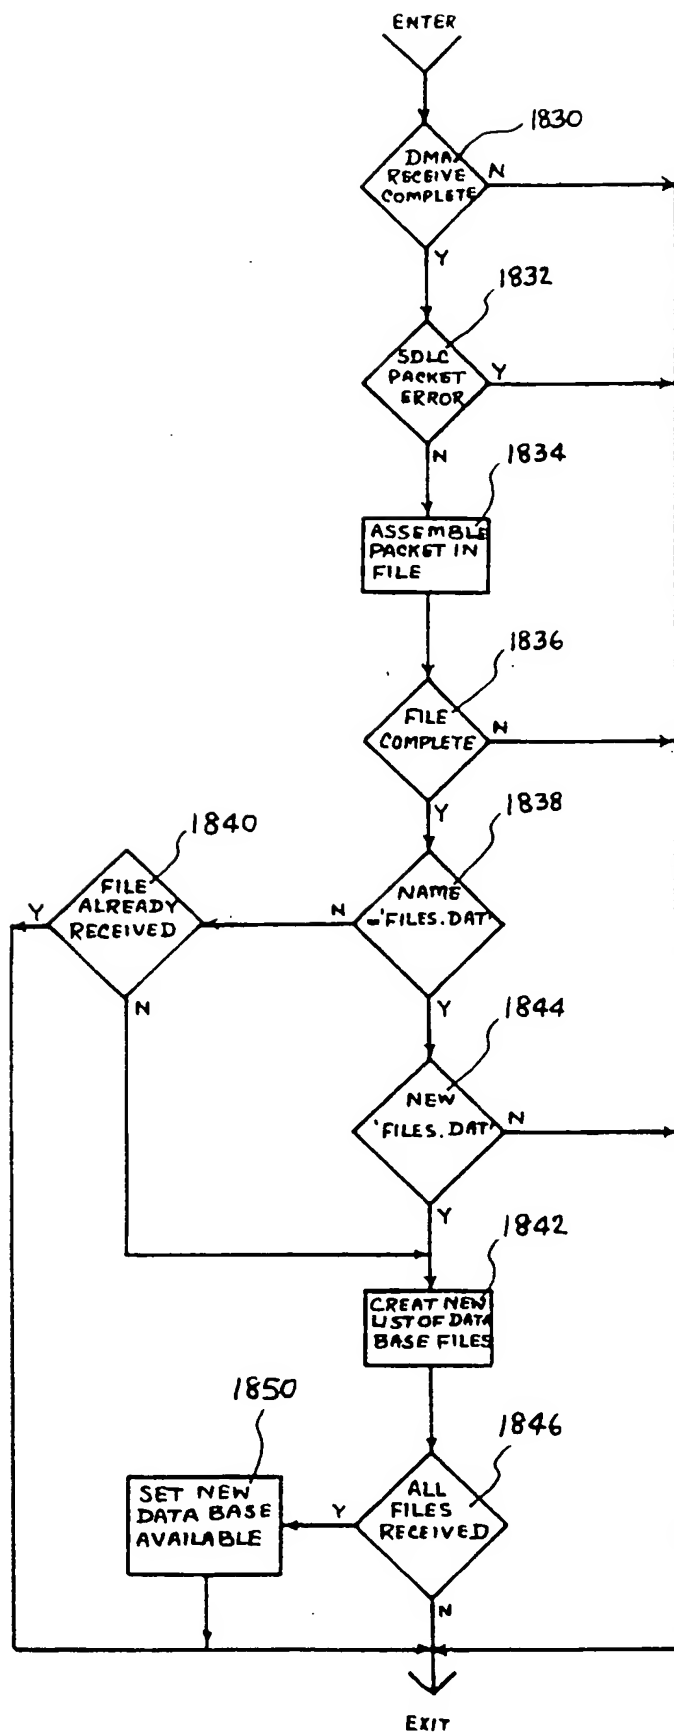 ENTER
1830
DMA
RECEIVE
COMPLETE
N
Y
1832
SDLC
PACKET
ERROR
Y
N
1834
ASSEMBLE
PACKET IN
FILE
1836
FILE
COMPLETE
N
Y
1838
1840
NAME
='FILES.DAT'
N
FILE
ALREADY
RECEIVED
Y
N
Y
1844
NEW
'FILES.DAT'
N
Y
1842
CREAT NEW
LIST OF DATA
BASE FILES
1850
1846
ALL
FILES
RECEIVED
Y
SET NEW
DATA BASE
AVAILABLE
N
EXIT